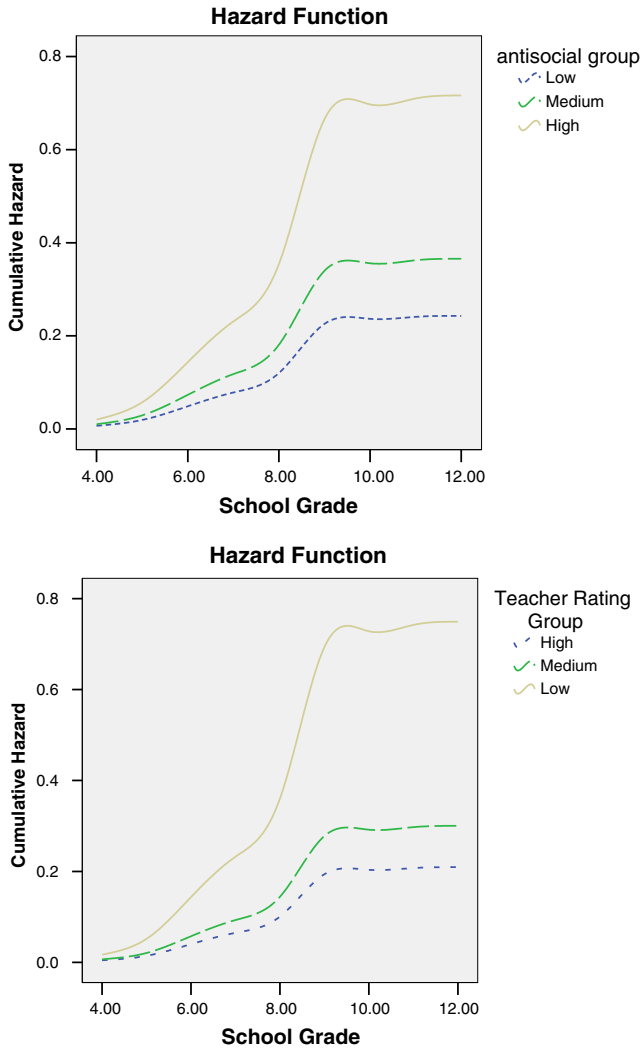 Hazard Function
0.8
0.6
0.4
0.2
0.0
Cumulative Hazard
4.00 6.00 8.00 10.00 12.00
School Grade
antisocial group
Low
Medium
High
Hazard Function
0.8
0.6
0.4
0.2
0.0
Cumulative Hazard
4.00 6.00 8.00 10.00 12.00
School Grade
Teacher Rating
Group
High
Medium
Low